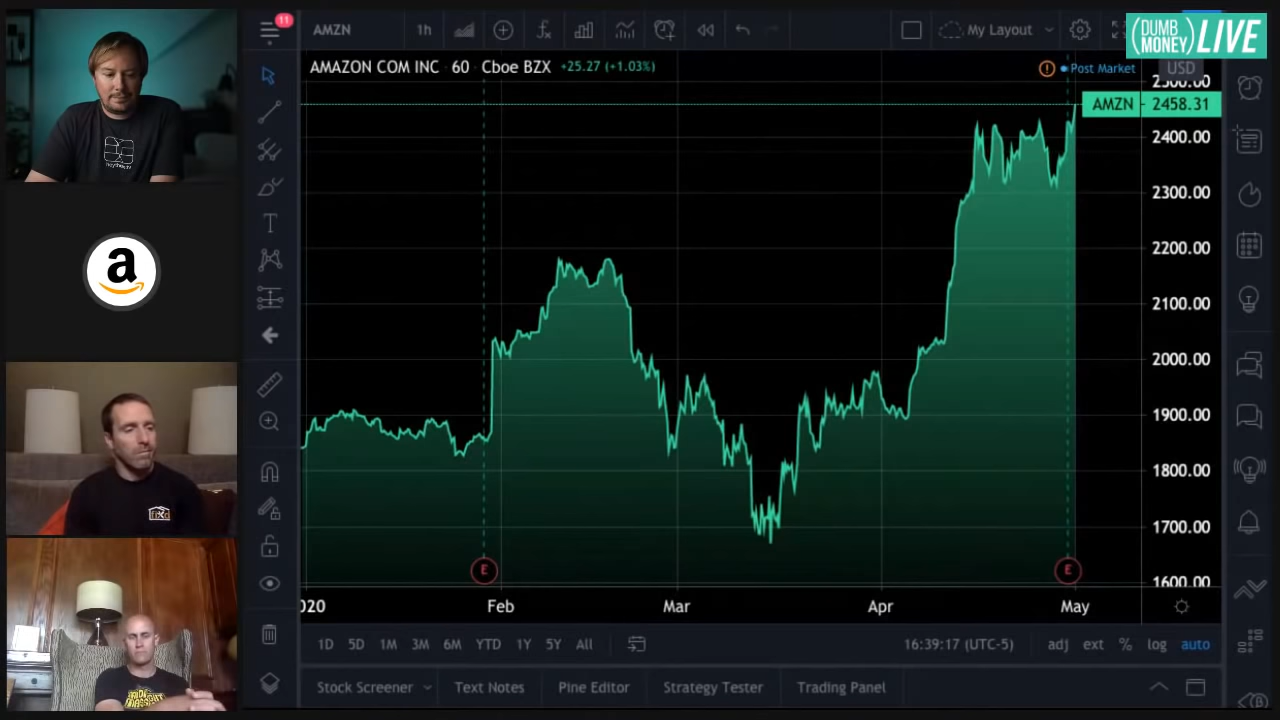 11
AMZN 1h My Layout
(DUMB MONEY) LIVE
AMAZON COM INC · 60 · Cboe BZX +25.27 (+1.03%)
Post Market
USD
2500.00
AMZN 2458.31
2400.00
2300.00
2200.00
2100.00
2000.00
1900.00
1800.00
1700.00
1600.00
E E
020 Feb Mar Apr May
1D 5D 1M 3M 6M YTD 1Y 5Y All 16:39:17 (UTC-5) adj ext % log auto
Stock Screener Text Notes Pine Editor Strategy Tester Trading Panel
a
fixd